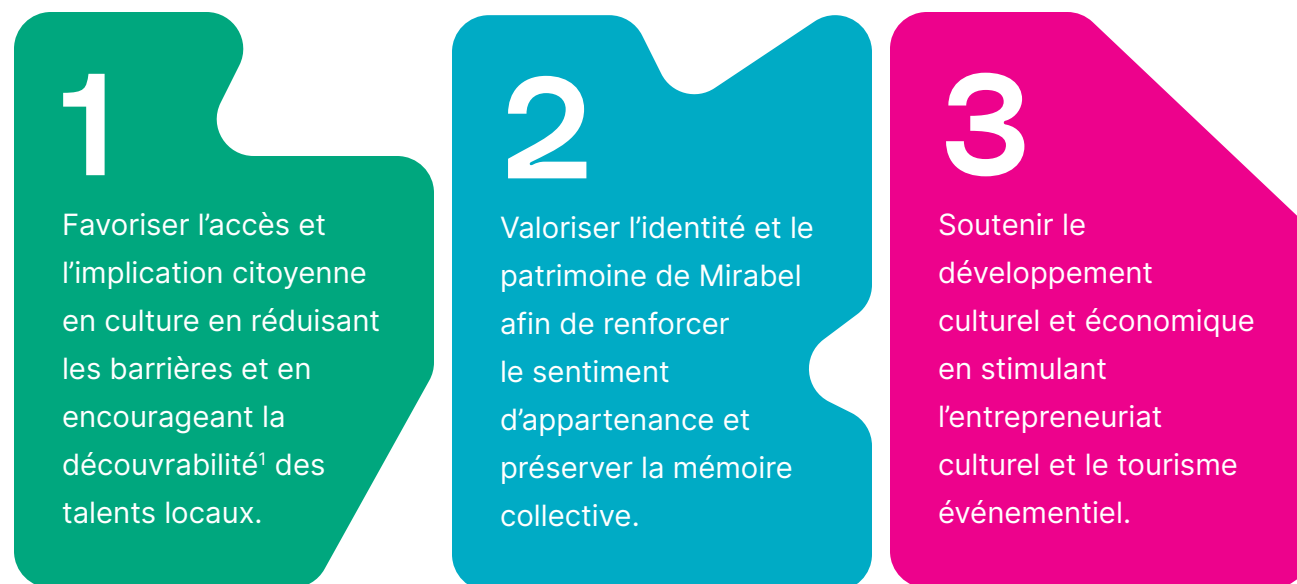 1
Favoriser l’accès et
l’implication citoyenne
en culture en réduisant
les barrières et en
encourageant la
découvrabilité¹ des
talents locaux.
2
Valoriser l’identité et le
patrimoine de Mirabel
afin de renforcer
le sentiment
d’appartenance et
préserver la mémoire
collective.
3
Soutenir le
développement
culturel et économique
en stimulant
l’entrepreneuriat
culturel et le tourisme
événementiel.